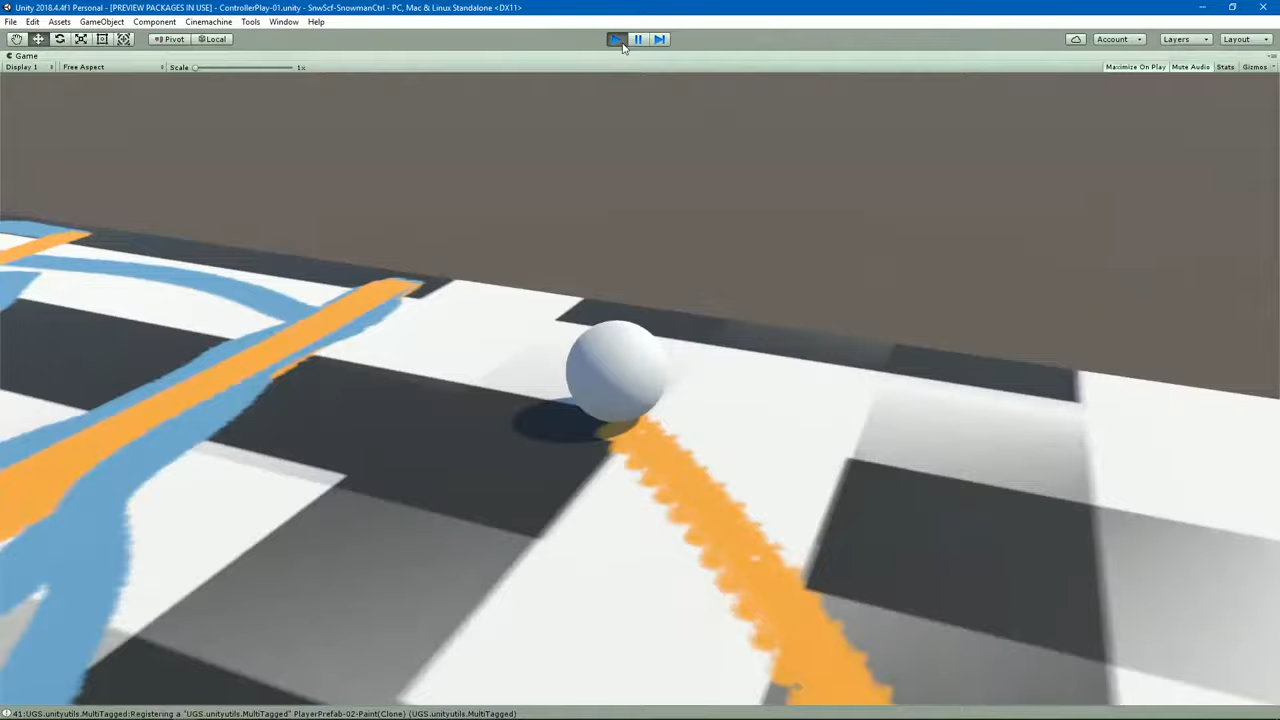 Unity 2018.4.4f1 Personal - [PREVIEW PACKAGES IN USE] - ControllerPlay-01.unity - SnwScf-SnowmanCtrl - PC, Mac & Linux Standalone <DX11>
File Edit Assets GameObject Component Cinemachine Tools Window Help
Pivot Local Account Layers Layout
Game
Display 1 Free Aspect Scale 1x Maximize On Play Mute Audio Stats Gizmos
41:UGS.unityutils.MultiTagged:Registering a "UGS.unityutils.MultiTagged" PlayerPrefab-02-Paint(Clone) (UGS.unityutils.MultiTagged)